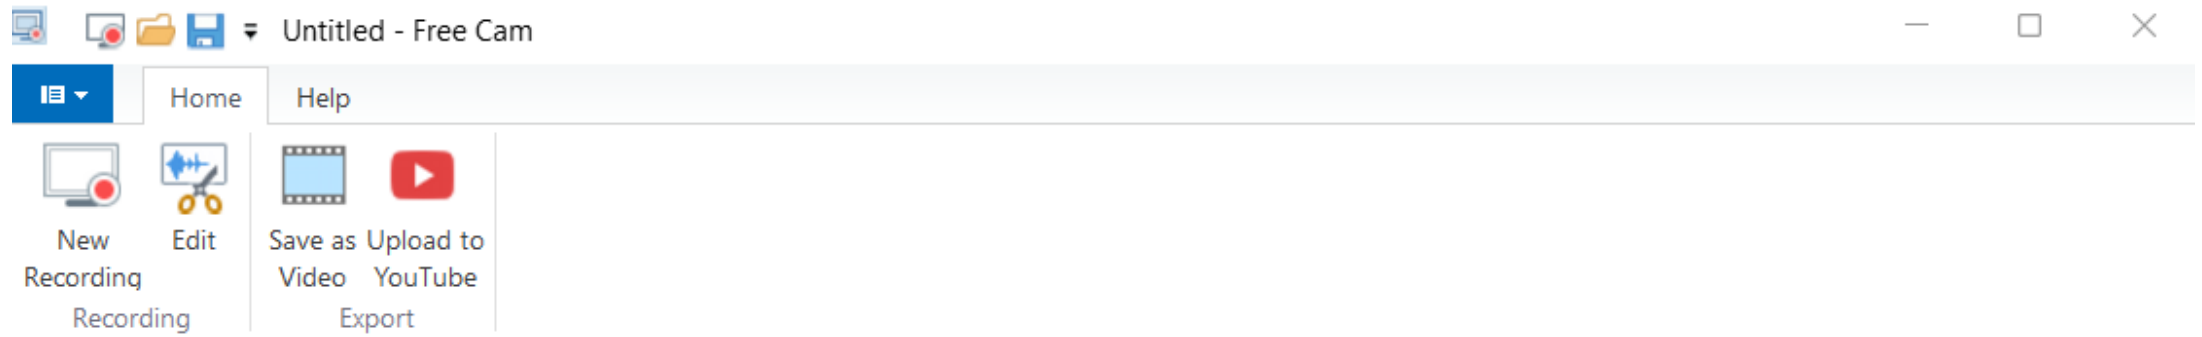 Untitled - Free Cam
Home Help
New Edit Save as Upload to
Recording Video YouTube
Recording Export